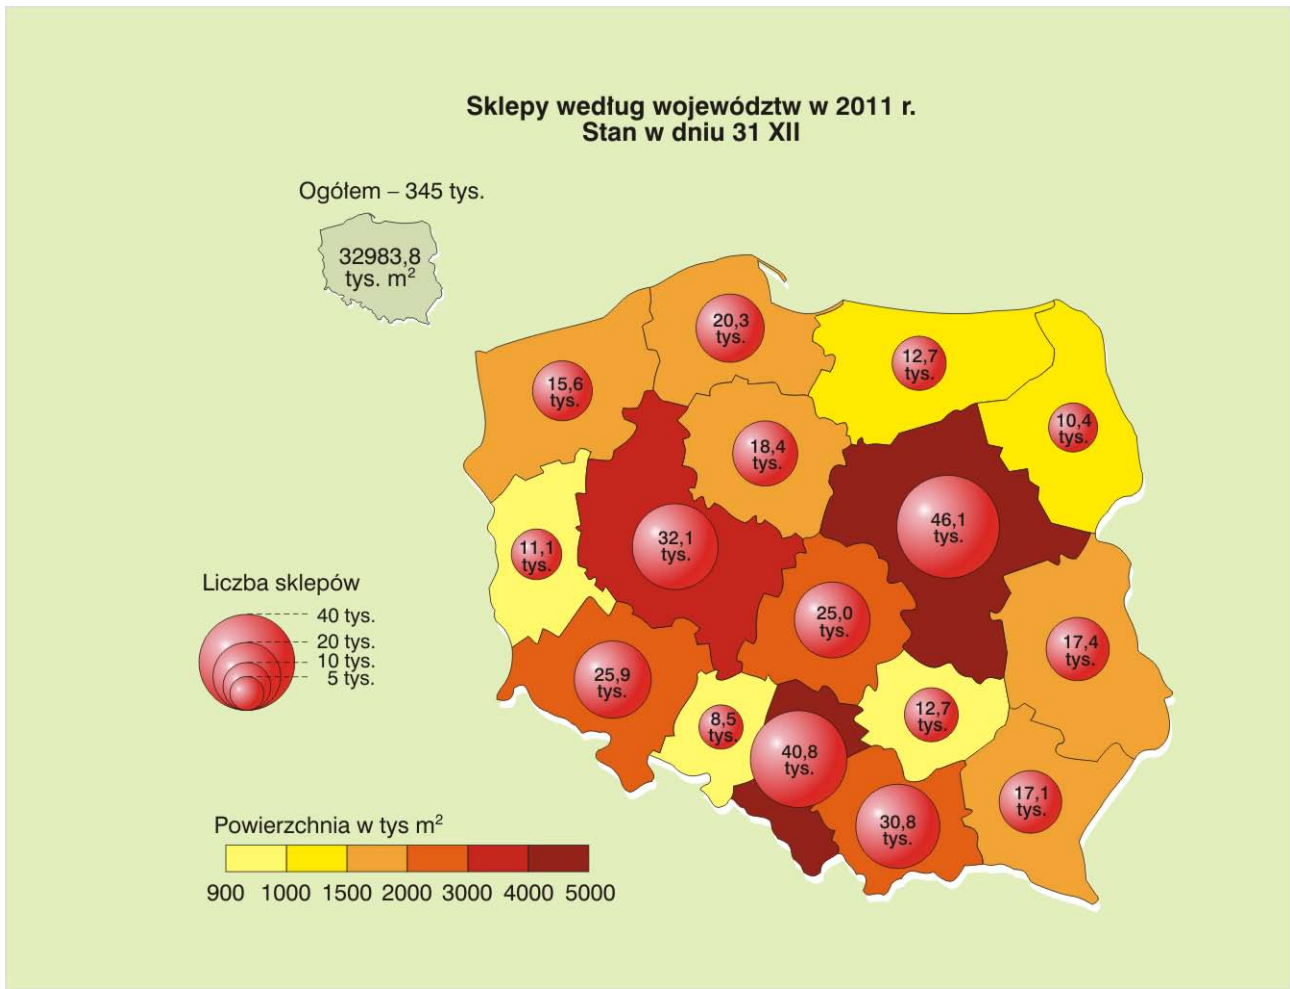 Sklepy według województw w 2011 r.
Stan w dniu 31 XII
Ogółem – 345 tys.
32983,8
tys. m²
20,3
tys.
12,7
tys.
15,6
tys.
10,4
tys.
18,4
tys.
46,1
tys.
32,1
tys.
11,1
tys.
25,0
tys.
17,4
tys.
25,9
tys.
12,7
tys.
8,5
tys.
40,8
tys.
17,1
tys.
30,8
tys.
Liczba sklepów
40 tys.
20 tys.
10 tys.
5 tys.
Powierzchnia w tys m²
900 1000 1500 2000 3000 4000 5000